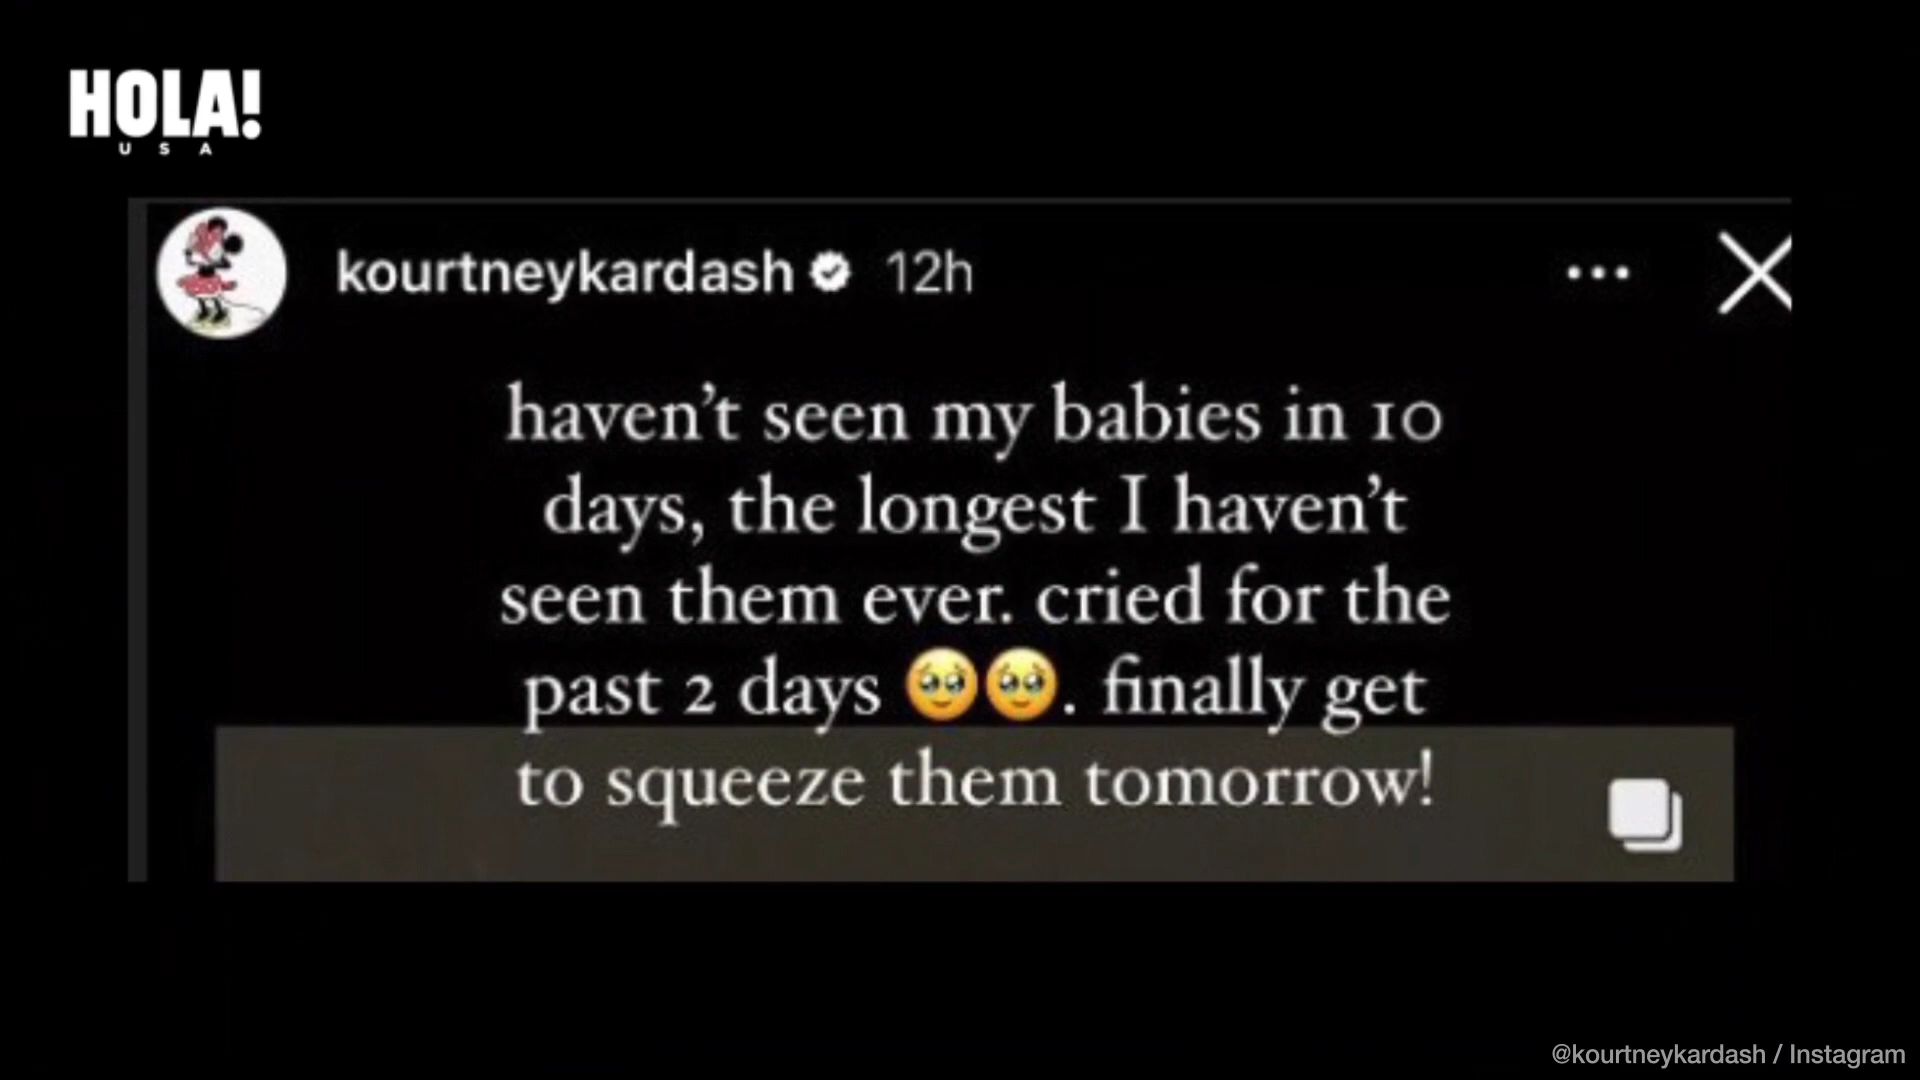 HOLA!
USA
kourtneykardash 12h
haven't seen my babies in 10
days, the longest I haven't
seen them ever. cried for the
past 2 days 🥹🥹. finally get
to squeeze them tomorrow!
@kourtneykardash / Instagram